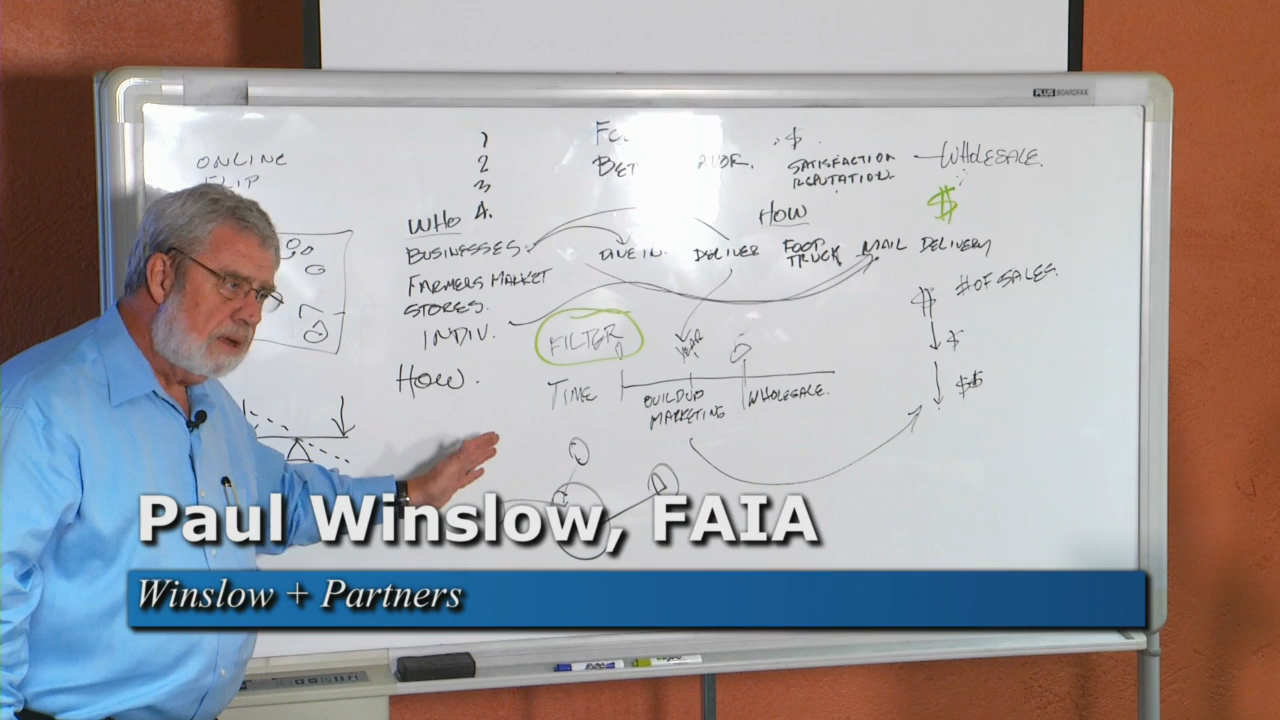 PLUS BOARDFAX
ONLINE
FLIP
1
2
3
4.
WHO
BUSINESSES
FARMERS MARKET
STORES.
INDIV.
HOW.
$
SATISFACTION
REPUTATION.
WHOLESALE.
$
HOW
DIVE IN.
DELIVER
FOOD
TRUCK
MAIL DELIVERY
$
# OF SALES.
$
$$
FILTER
YEAR
1
TIME
BUILDUP
MARKETING
WHOLESALE.
Paul Winslow, FAIA
Winslow + Partners